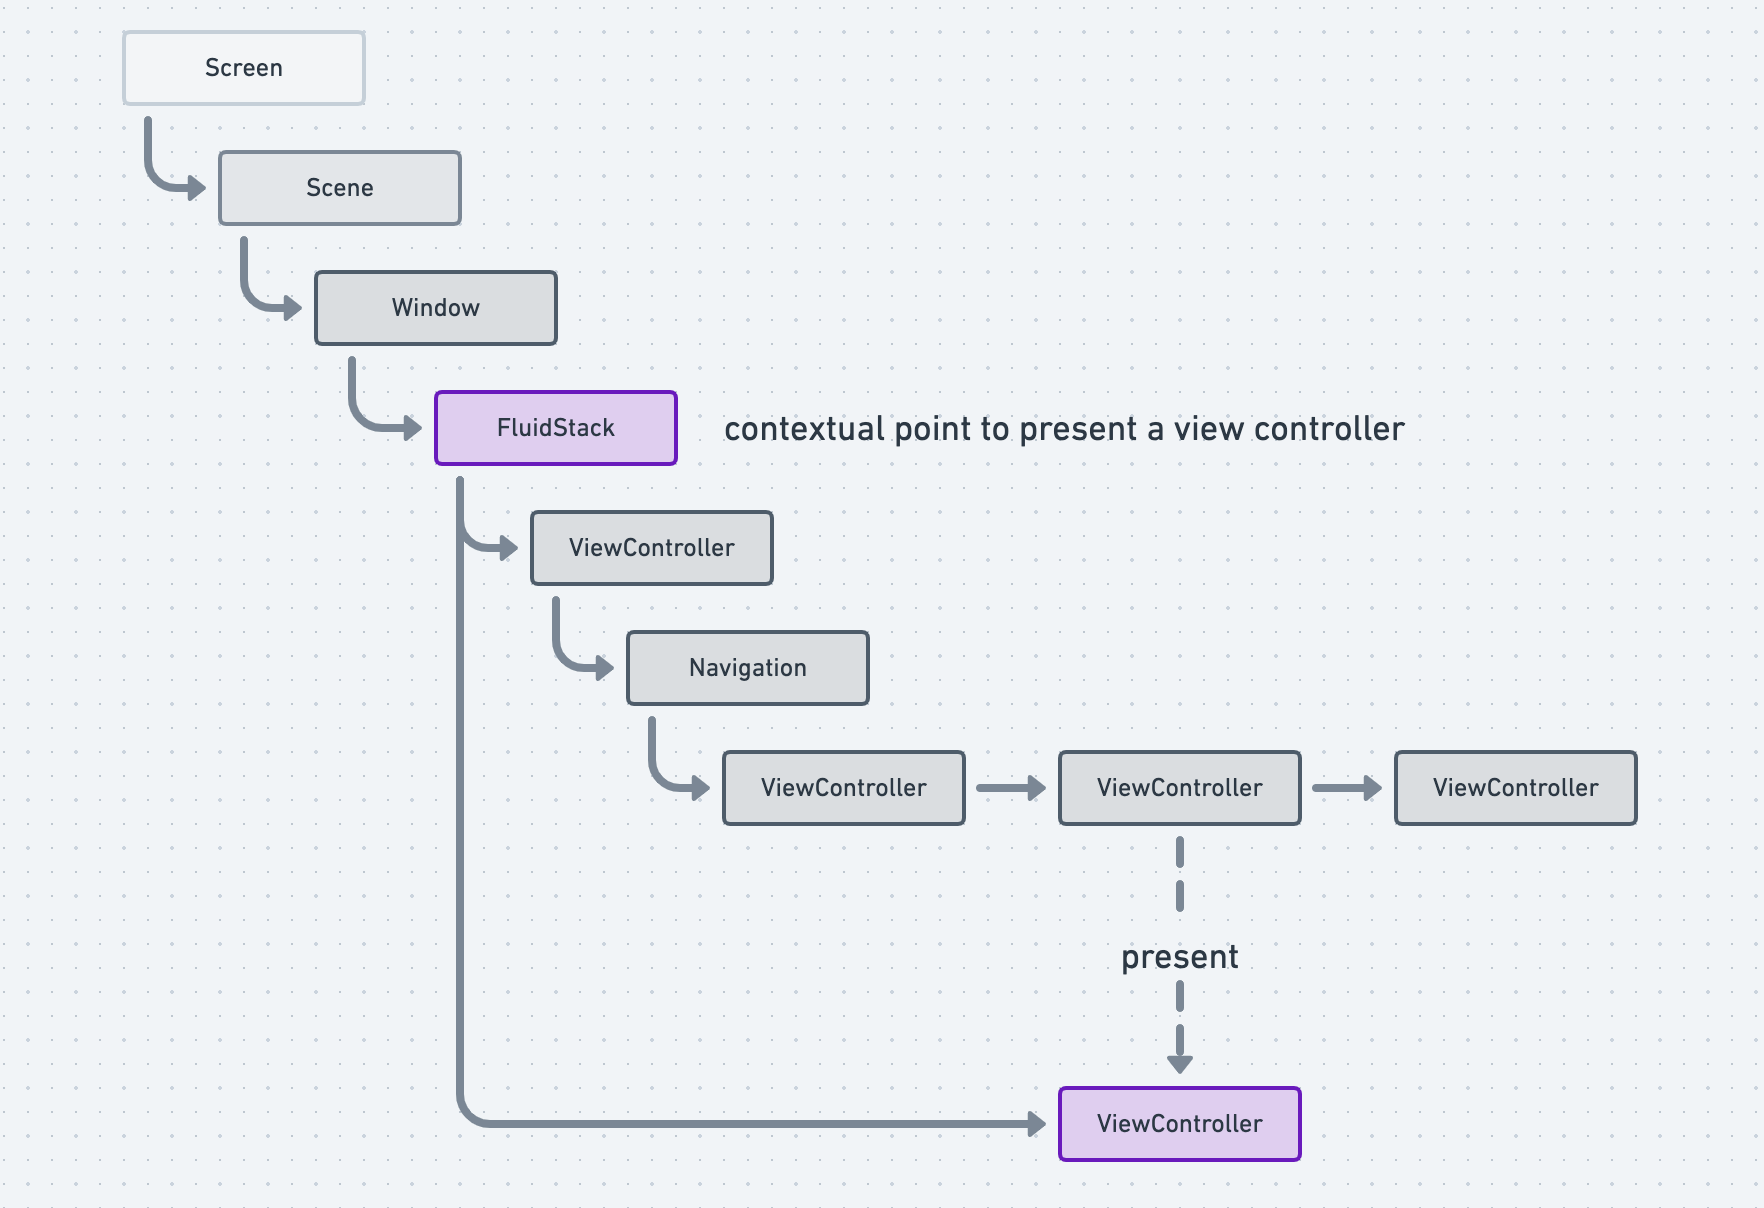 Screen
Scene
Window
FluidStack
contextual point to present a view controller
ViewController
Navigation
ViewController
ViewController
ViewController
present
ViewController